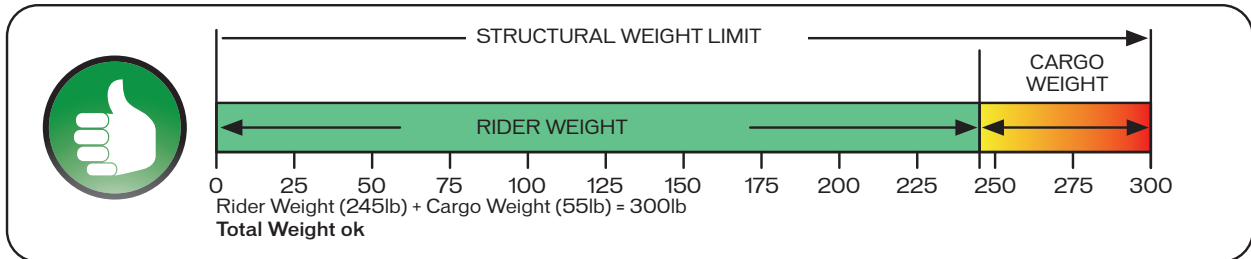 STRUCTURAL WEIGHT LIMIT
CARGO
WEIGHT
RIDER WEIGHT
0 25 50 75 100 125 150 175 200 225 250 275 300
Rider Weight (245lb) + Cargo Weight (55lb) = 300lb
Total Weight ok